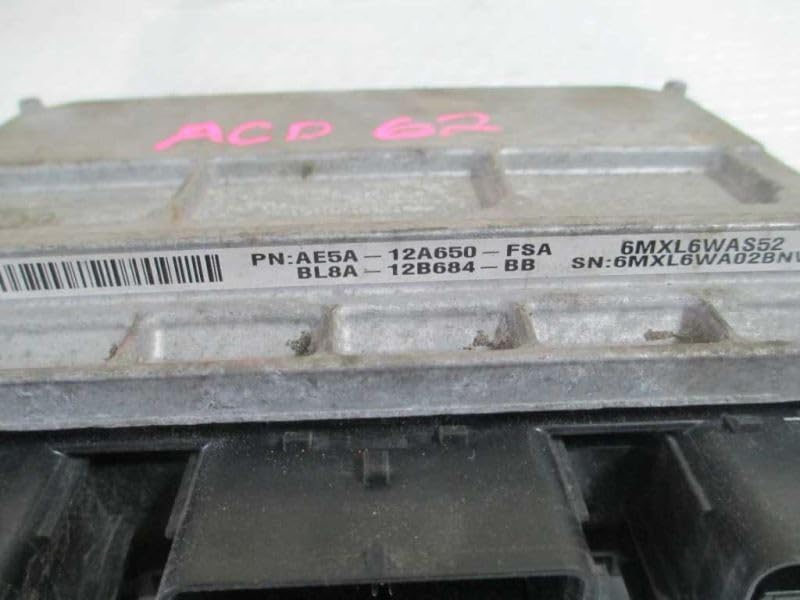 ACD 62
PN:AE5A-12A650-FSA 6MXL6WAS52
BL8A-12B684-BB SN:6MXL6WA02BNV